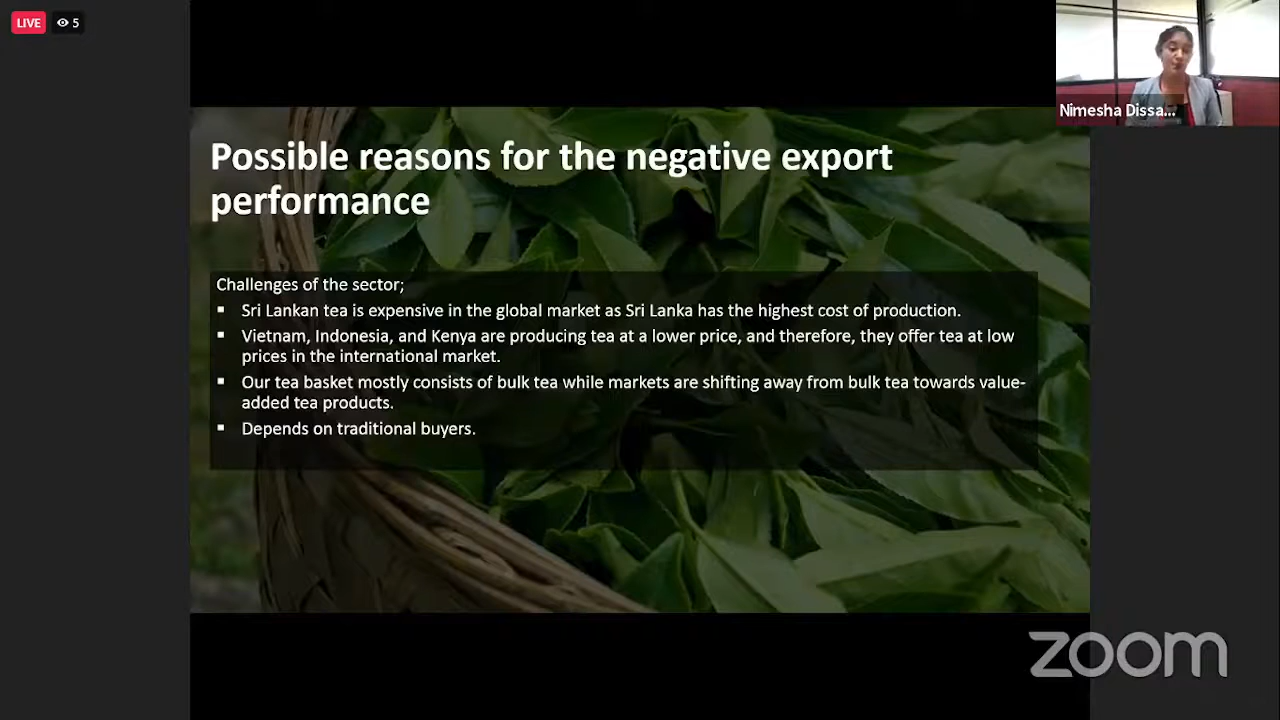 LIVE
5
Nimesha Dissa...
Possible reasons for the negative export
performance
Challenges of the sector;
▪ Sri Lankan tea is expensive in the global market as Sri Lanka has the highest cost of production.
▪ Vietnam, Indonesia, and Kenya are producing tea at a lower price, and therefore, they offer tea at low
prices in the international market.
▪ Our tea basket mostly consists of bulk tea while markets are shifting away from bulk tea towards value-
added tea products.
▪ Depends on traditional buyers.
zoom